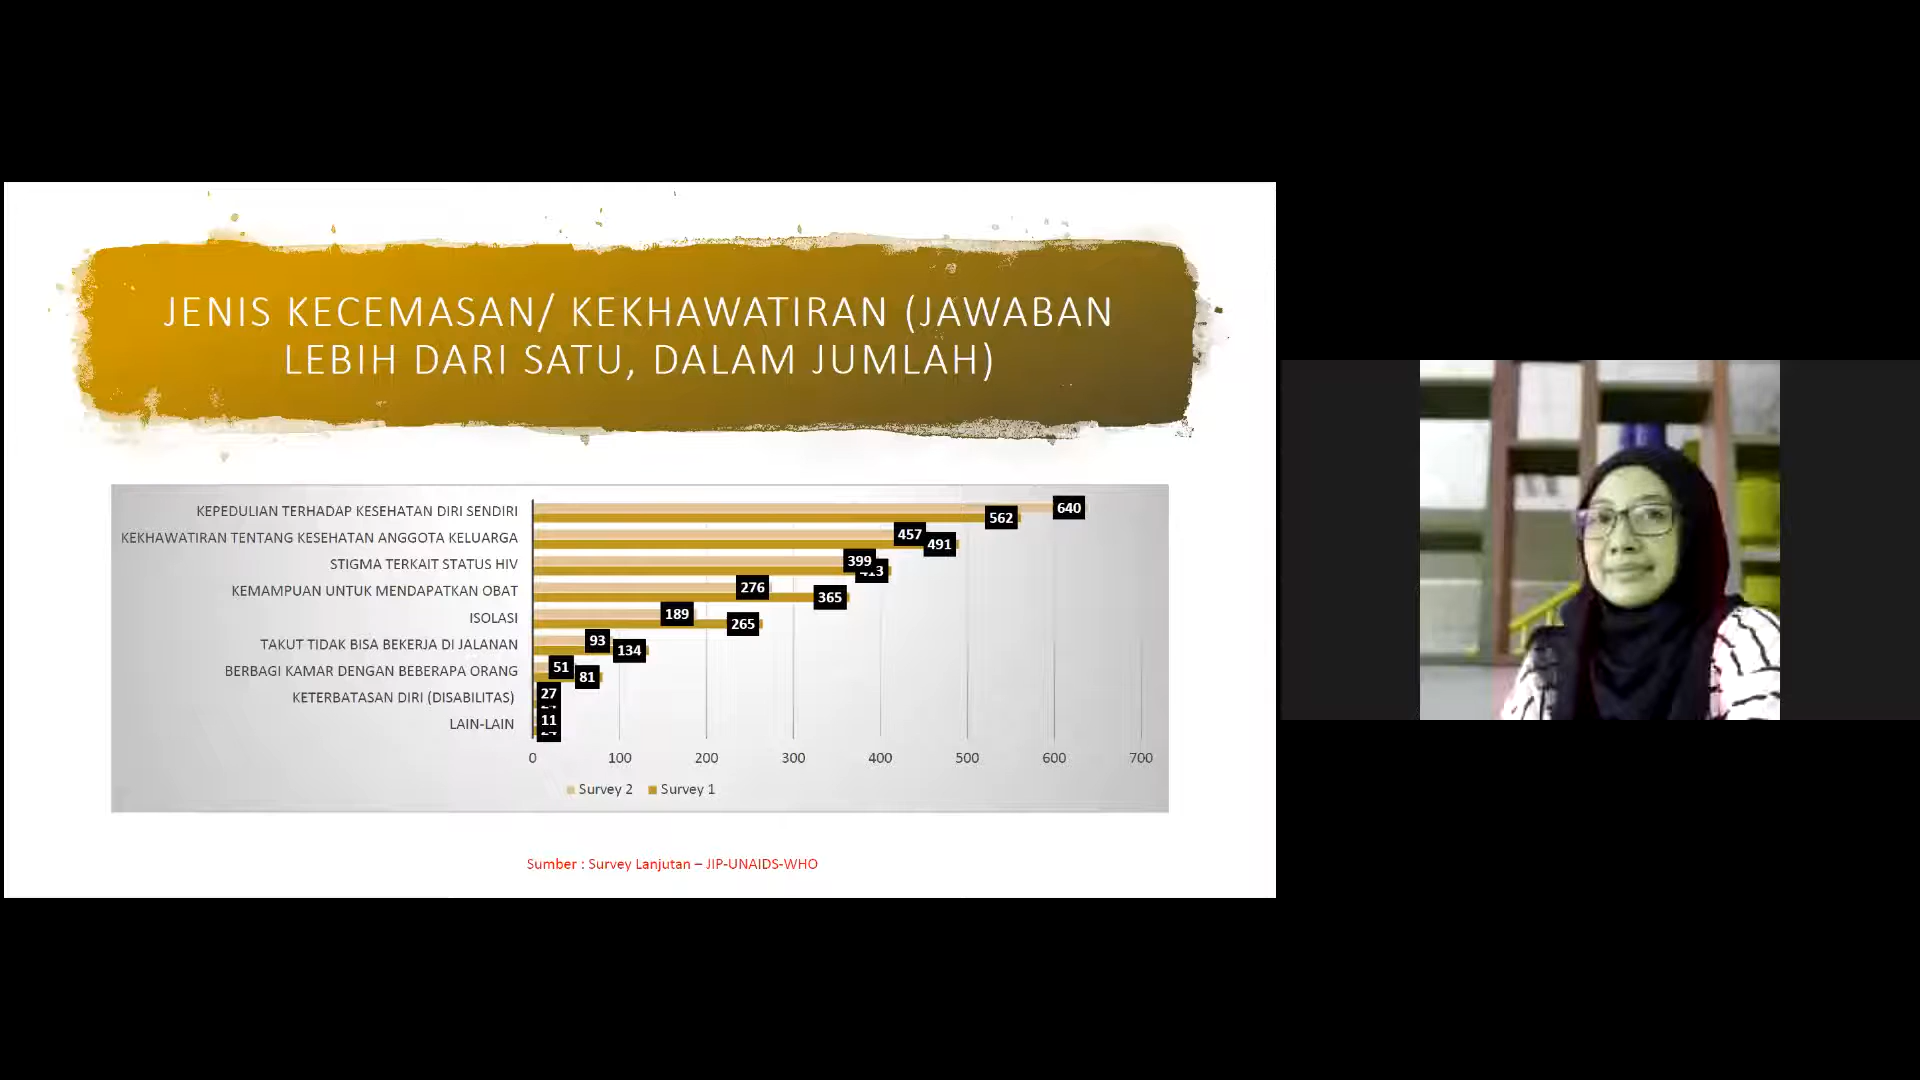 JENIS KECEMASAN/ KEKHAWATIRAN (JAWABAN
LEBIH DARI SATU, DALAM JUMLAH)
KEPEDULIAN TERHADAP KESEHATAN DIRI SENDIRI
640
562
KEKHAWATIRAN TENTANG KESEHATAN ANGGOTA KELUARGA
457
491
STIGMA TERKAIT STATUS HIV
399
413
KEMAMPUAN UNTUK MENDAPATKAN OBAT
276
365
ISOLASI
189
265
TAKUT TIDAK BISA BEKERJA DI JALANAN
93
134
BERBAGI KAMAR DENGAN BEBERAPA ORANG
51
81
KETERBATASAN DIRI (DISABILITAS)
27
LAIN-LAIN
11
0 100 200 300 400 500 600 700
Survey 2 Survey 1
Sumber : Survey Lanjutan – JIP-UNAIDS-WHO